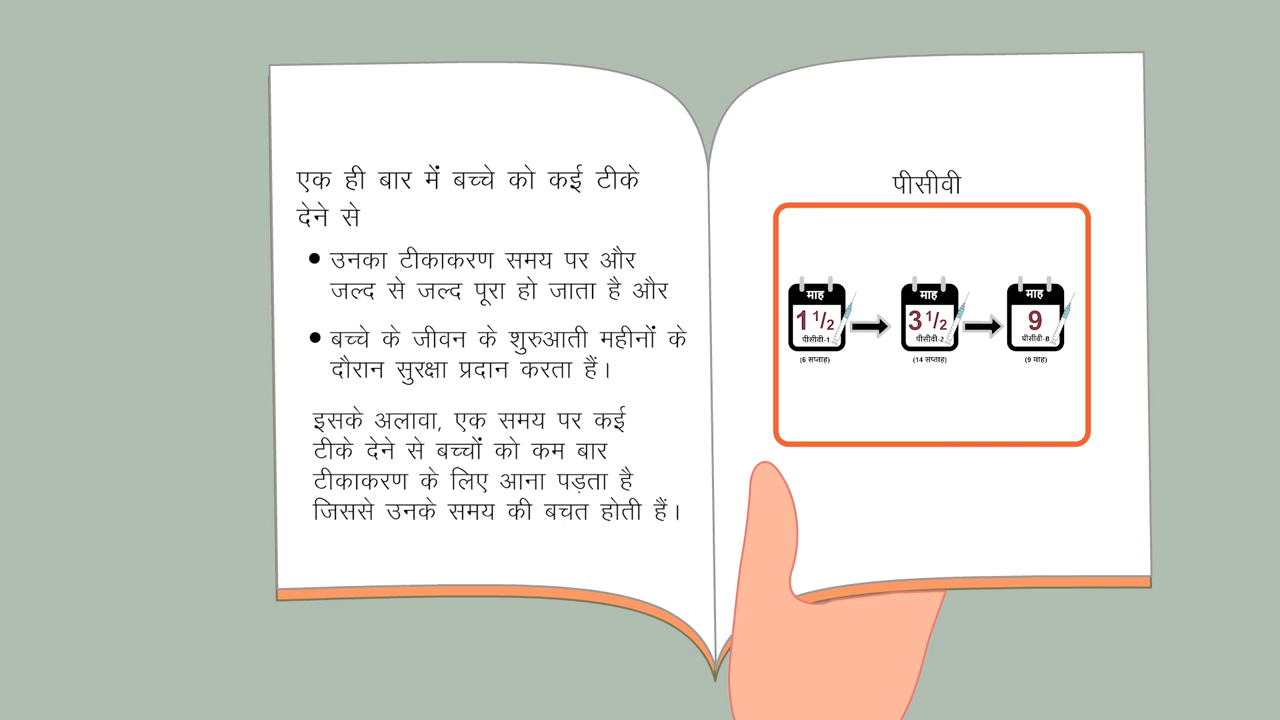 एक ही बार में बच्चे को कई टीके
देने से
• उनका टीकाकरण समय पर और
जल्द से जल्द पूरा हो जाता है और
• बच्चे के जीवन के शुरुआती महीनों के
दौरान सुरक्षा प्रदान करता हैं।
इसके अलावा, एक समय पर कई
टीके देने से बच्चों को कम बार
टीकाकरण के लिए आना पड़ता है
जिससे उनके समय की बचत होती हैं।
पीसीवी
माह माह माह
1 1/2 3 1/2 9
पीसीवी-1 पीसीवी-2 पीसीवी-B
(6 सप्ताह) (14 सप्ताह) (9 माह)